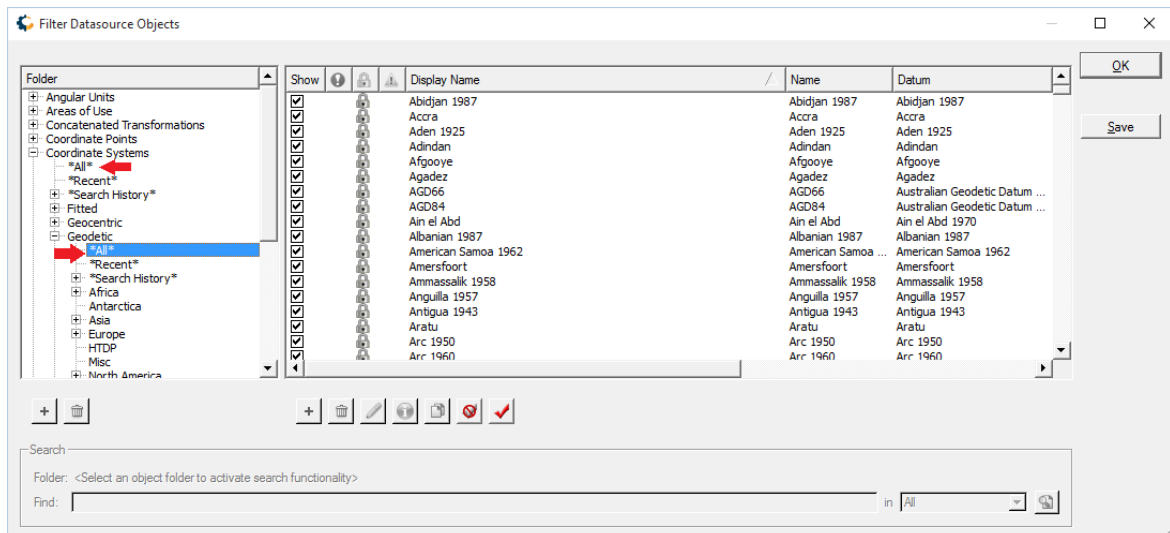 Filter Datasource Objects
Folder
Angular Units
Areas of Use
Concatenated Transformations
Coordinate Points
Coordinate Systems
*All*
*Recent*
*Search History*
Fitted
Geocentric
Geodetic
*All*
*Recent*
*Search History*
Africa
Antarctica
Asia
Europe
HTDP
Misc
North America
Show Display Name Name Datum
Abidjan 1987 Abidjan 1987 Abidjan 1987
Accra Accra Accra
Aden 1925 Aden 1925 Aden 1925
Adindan Adindan Adindan
Afgooye Afgooye Afgooye
Agadez Agadez Agadez
AGD66 AGD66 Australian Geodetic Datum ...
AGD84 AGD84 Australian Geodetic Datum ...
Ain el Abd Ain el Abd Ain el Abd 1970
Albanian 1987 Albanian 1987 Albanian 1987
American Samoa 1962 American Samoa ... American Samoa 1962
Amersfoort Amersfoort Amersfoort
Ammassalik 1958 Ammassalik 1958 Ammassalik 1958
Anguilla 1957 Anguilla 1957 Anguilla 1957
Antigua 1943 Antigua 1943 Antigua 1943
Aratu Aratu Aratu
Arc 1950 Arc 1950 Arc 1950
Arc 1960 Arc 1960 Arc 1960
OK
Save
Search
Folder: <Select an object folder to activate search functionality>
Find: in All